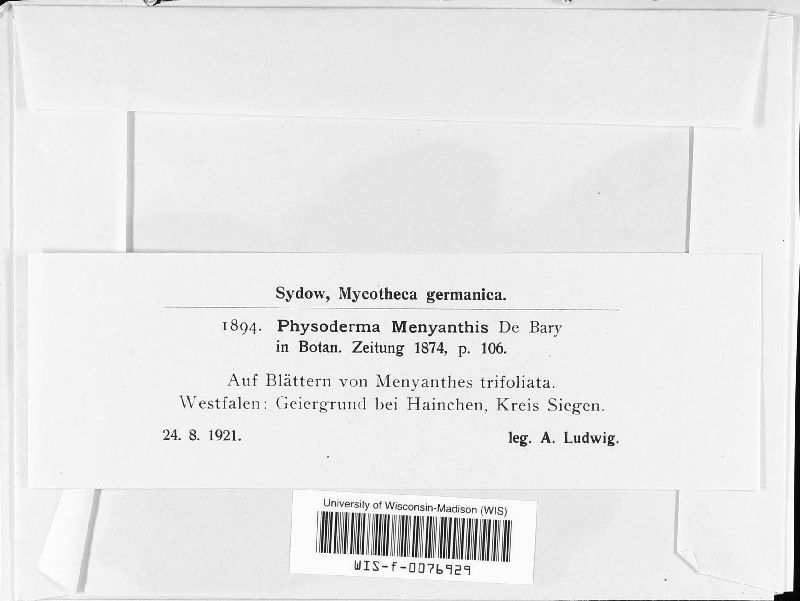 Sydow, Mycotheca germanica.
1894. Physoderma Menyanthis De Bary
in Botan. Zeitung 1874, p. 106.
Auf Blättern von Menyanthes trifoliata.
Westfalen: Geiergrund bei Hainchen, Kreis Siegen.
24. 8. 1921. leg. A. Ludwig.
University of Wisconsin-Madison (WIS)
WIS-f-0076929